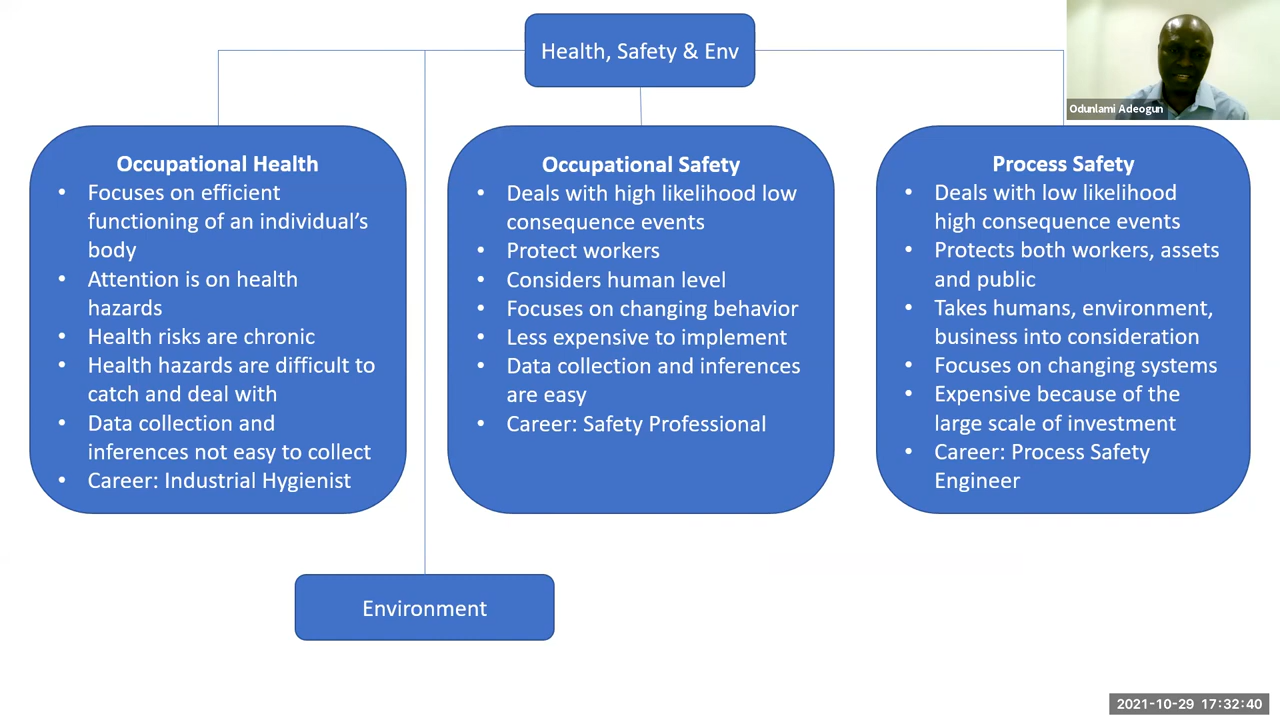 Health, Safety & Env
Odunlami Adeogun
Occupational Health
• Focuses on efficient
functioning of an individual’s
body
• Attention is on health
hazards
• Health risks are chronic
• Health hazards are difficult to
catch and deal with
• Data collection and
inferences not easy to collect
• Career: Industrial Hygienist
Occupational Safety
• Deals with high likelihood low
consequence events
• Protect workers
• Considers human level
• Focuses on changing behavior
• Less expensive to implement
• Data collection and inferences
are easy
• Career: Safety Professional
Process Safety
• Deals with low likelihood
high consequence events
• Protects both workers, assets
and public
• Takes humans, environment,
business into consideration
• Focuses on changing systems
• Expensive because of the
large scale of investment
• Career: Process Safety
Engineer
Environment
2021-10-29 17:32:40